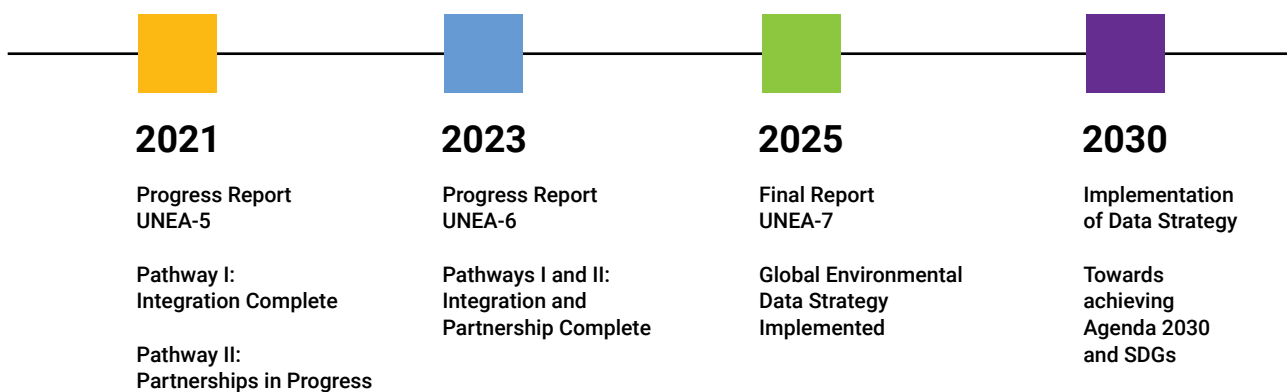 2021
Progress Report
UNEA-5
Pathway I:
Integration Complete
Pathway II:
Partnerships in Progress
2023
Progress Report
UNEA-6
Pathways I and II:
Integration and
Partnership Complete
2025
Final Report
UNEA-7
Global Environmental
Data Strategy
Implemented
2030
Implementation
of Data Strategy
Towards
achieving
Agenda 2030
and SDGs